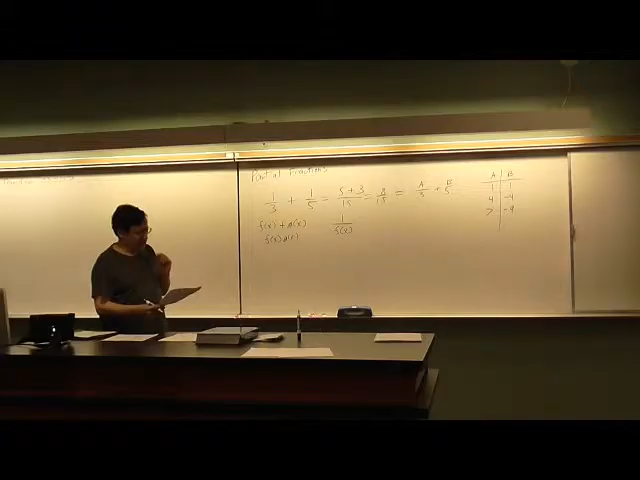 Partial Fractions
1/3 + 1/5 = 5+3/15 = 8/15 = A/3 + B/5
f(x) + g(x) 1/f(x)
f(x) g(x)
A B
1 1
4 -4
7 -9